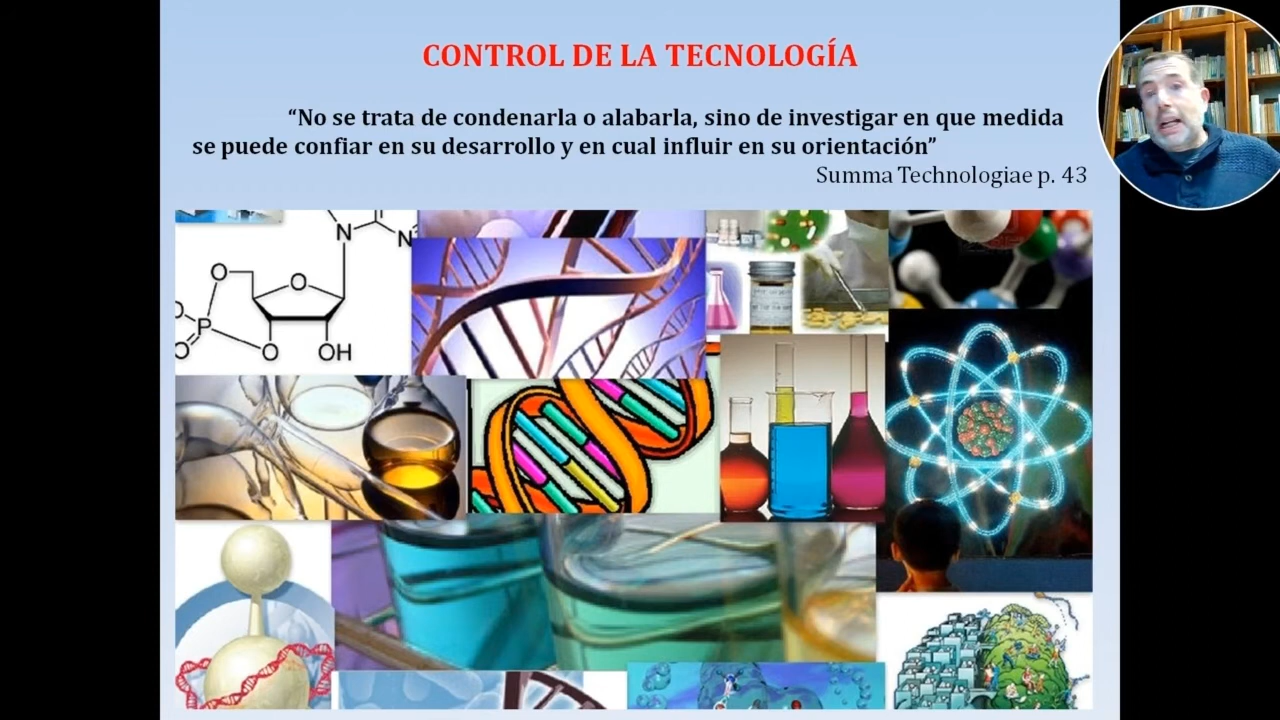 CONTROL DE LA TECNOLOGÍA
“No se trata de condenarla o alabarla, sino de investigar en que medida
se puede confiar en su desarrollo y en cual influir en su orientación”
Summa Technologiae p. 43
N
N
O
O
O
P
O
O
OH